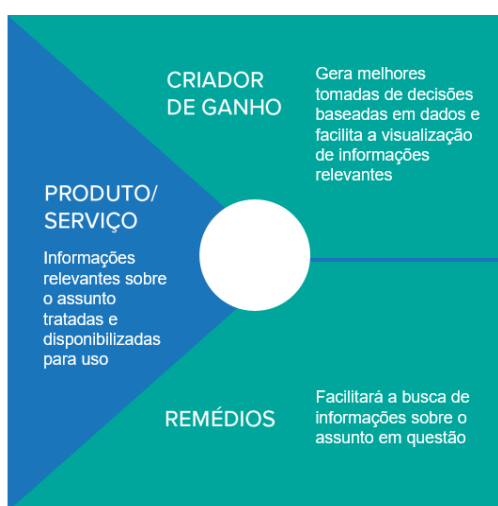 CRIADOR
DE GANHO
Gera melhores
tomadas de decisões
baseadas em dados e
facilita a visualização
de informações
relevantes
PRODUTO/
SERVIÇO
Informações
relevantes sobre
o assunto
tratadas e
disponibilizadas
para uso
REMÉDIOS
Facilitará a busca de
informações sobre o
assunto em questão